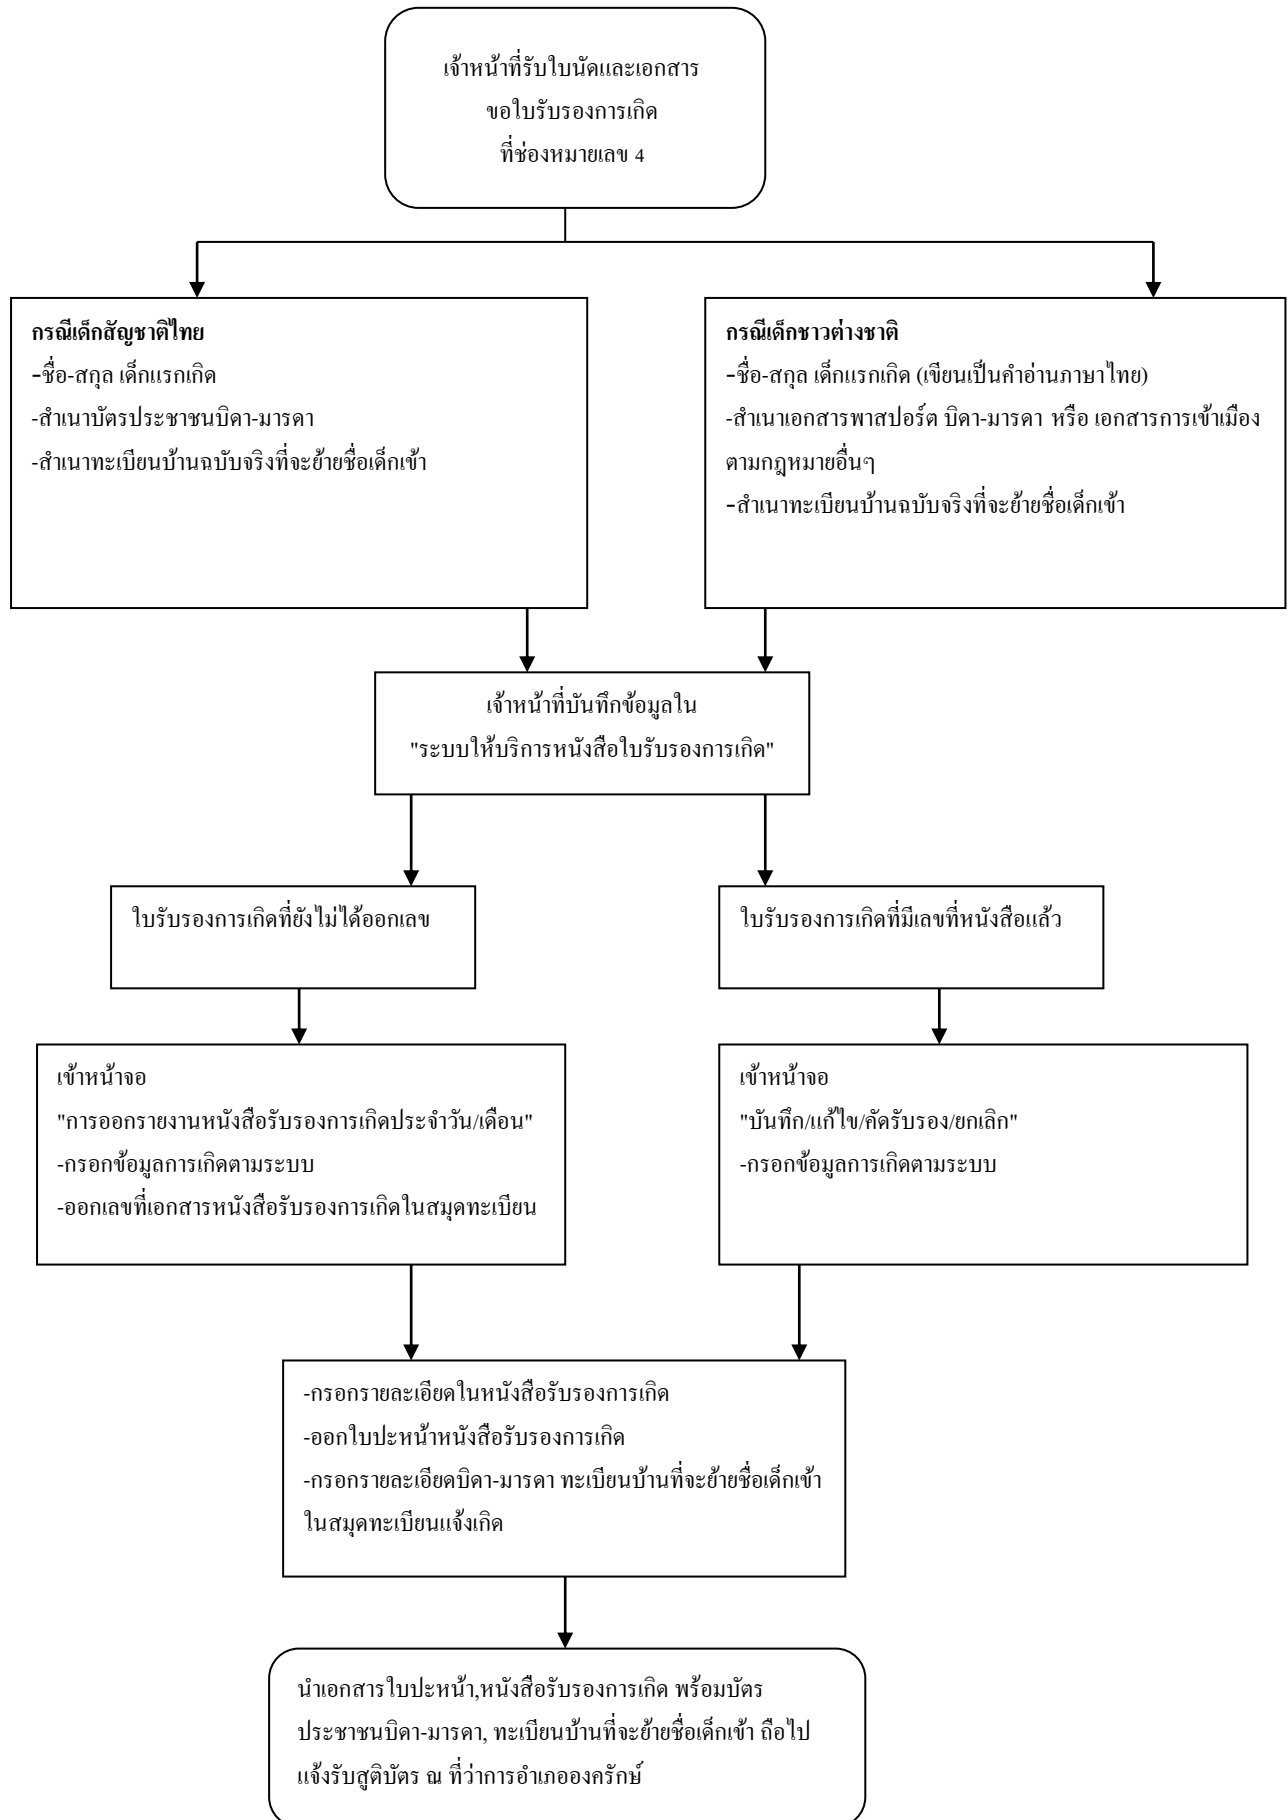 เจ้าหน้าที่รับใบนัดและเอกสาร
ขอใบรับรองการเกิด
ที่ช่องหมายเลข 4
กรณีเด็กสัญชาติไทย
-ชื่อ-สกุล เด็กแรกเกิด
-สำเนาบัตรประชาชนบิดา-มารดา
-สำเนาทะเบียนบ้านฉบับจริงที่จะย้ายชื่อเด็กเข้า
กรณีเด็กชาวต่างชาติ
-ชื่อ-สกุล เด็กแรกเกิด (เขียนเป็นคำอ่านภาษาไทย)
-สำเนาเอกสารพาสปอร์ต บิดา-มารดา หรือ เอกสารการเข้าเมือง
ตามกฎหมายอื่นๆ
-สำเนาทะเบียนบ้านฉบับจริงที่จะย้ายชื่อเด็กเข้า
เจ้าหน้าที่บันทึกข้อมูลใน
"ระบบให้บริการหนังสือใบรับรองการเกิด"
ใบรับรองการเกิดที่ยังไม่ได้ออกเลข
ใบรับรองการเกิดที่มีเลขที่หนังสือแล้ว
เข้าหน้าจอ
"การออกรายงานหนังสือรับรองการเกิดประจำวัน/เดือน"
-กรอกข้อมูลการเกิดตามระบบ
-ออกเลขที่เอกสารหนังสือรับรองการเกิดในสมุดทะเบียน
เข้าหน้าจอ
"บันทึก/แก้ไข/คัดรับรอง/ยกเลิก"
-กรอกข้อมูลการเกิดตามระบบ
-กรอกรายละเอียดในหนังสือรับรองการเกิด
-ออกใบปะหน้าหนังสือรับรองการเกิด
-กรอกรายละเอียดบิดา-มารดา ทะเบียนบ้านที่จะย้ายชื่อเด็กเข้า
ในสมุดทะเบียนแจ้งเกิด
นำเอกสารใบปะหน้า,หนังสือรับรองการเกิด พร้อมบัตร
ประชาชนบิดา-มารดา, ทะเบียนบ้านที่จะย้ายชื่อเด็กเข้า ถือไป
แจ้งรับสูติบัตร ณ ที่ว่าการอำเภอองครักษ์